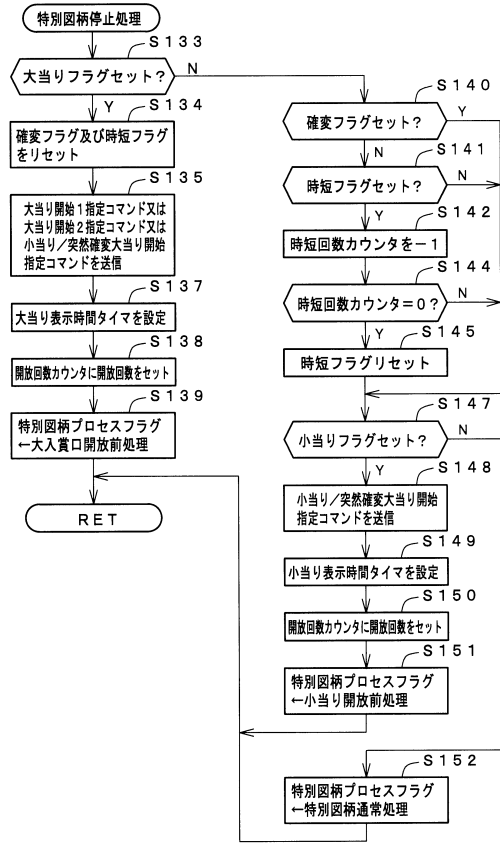 特別図柄停止処理
S133
大当りフラグセット？
N
Y
S134
確変フラグ及び時短フラグ
をリセット
S135
大当り開始１指定コマンド又は
大当り開始２指定コマンド又は
小当り／突然確変大当り開始
指定コマンドを送信
S137
大当り表示時間タイマを設定
S138
開放回数カウンタに開放回数をセット
S139
特別図柄プロセスフラグ
←大入賞口開放前処理
RET
S140
確変フラグセット？
Y
N
S141
時短フラグセット？
N
Y
S142
時短回数カウンタを－１
S144
時短回数カウンタ＝０？
N
Y
S145
時短フラグリセット
S147
小当りフラグセット？
N
Y
S148
小当り／突然確変大当り開始
指定コマンドを送信
S149
小当り表示時間タイマを設定
S150
開放回数カウンタに開放回数をセット
S151
特別図柄プロセスフラグ
←小当り開放前処理
S152
特別図柄プロセスフラグ
←特別図柄通常処理